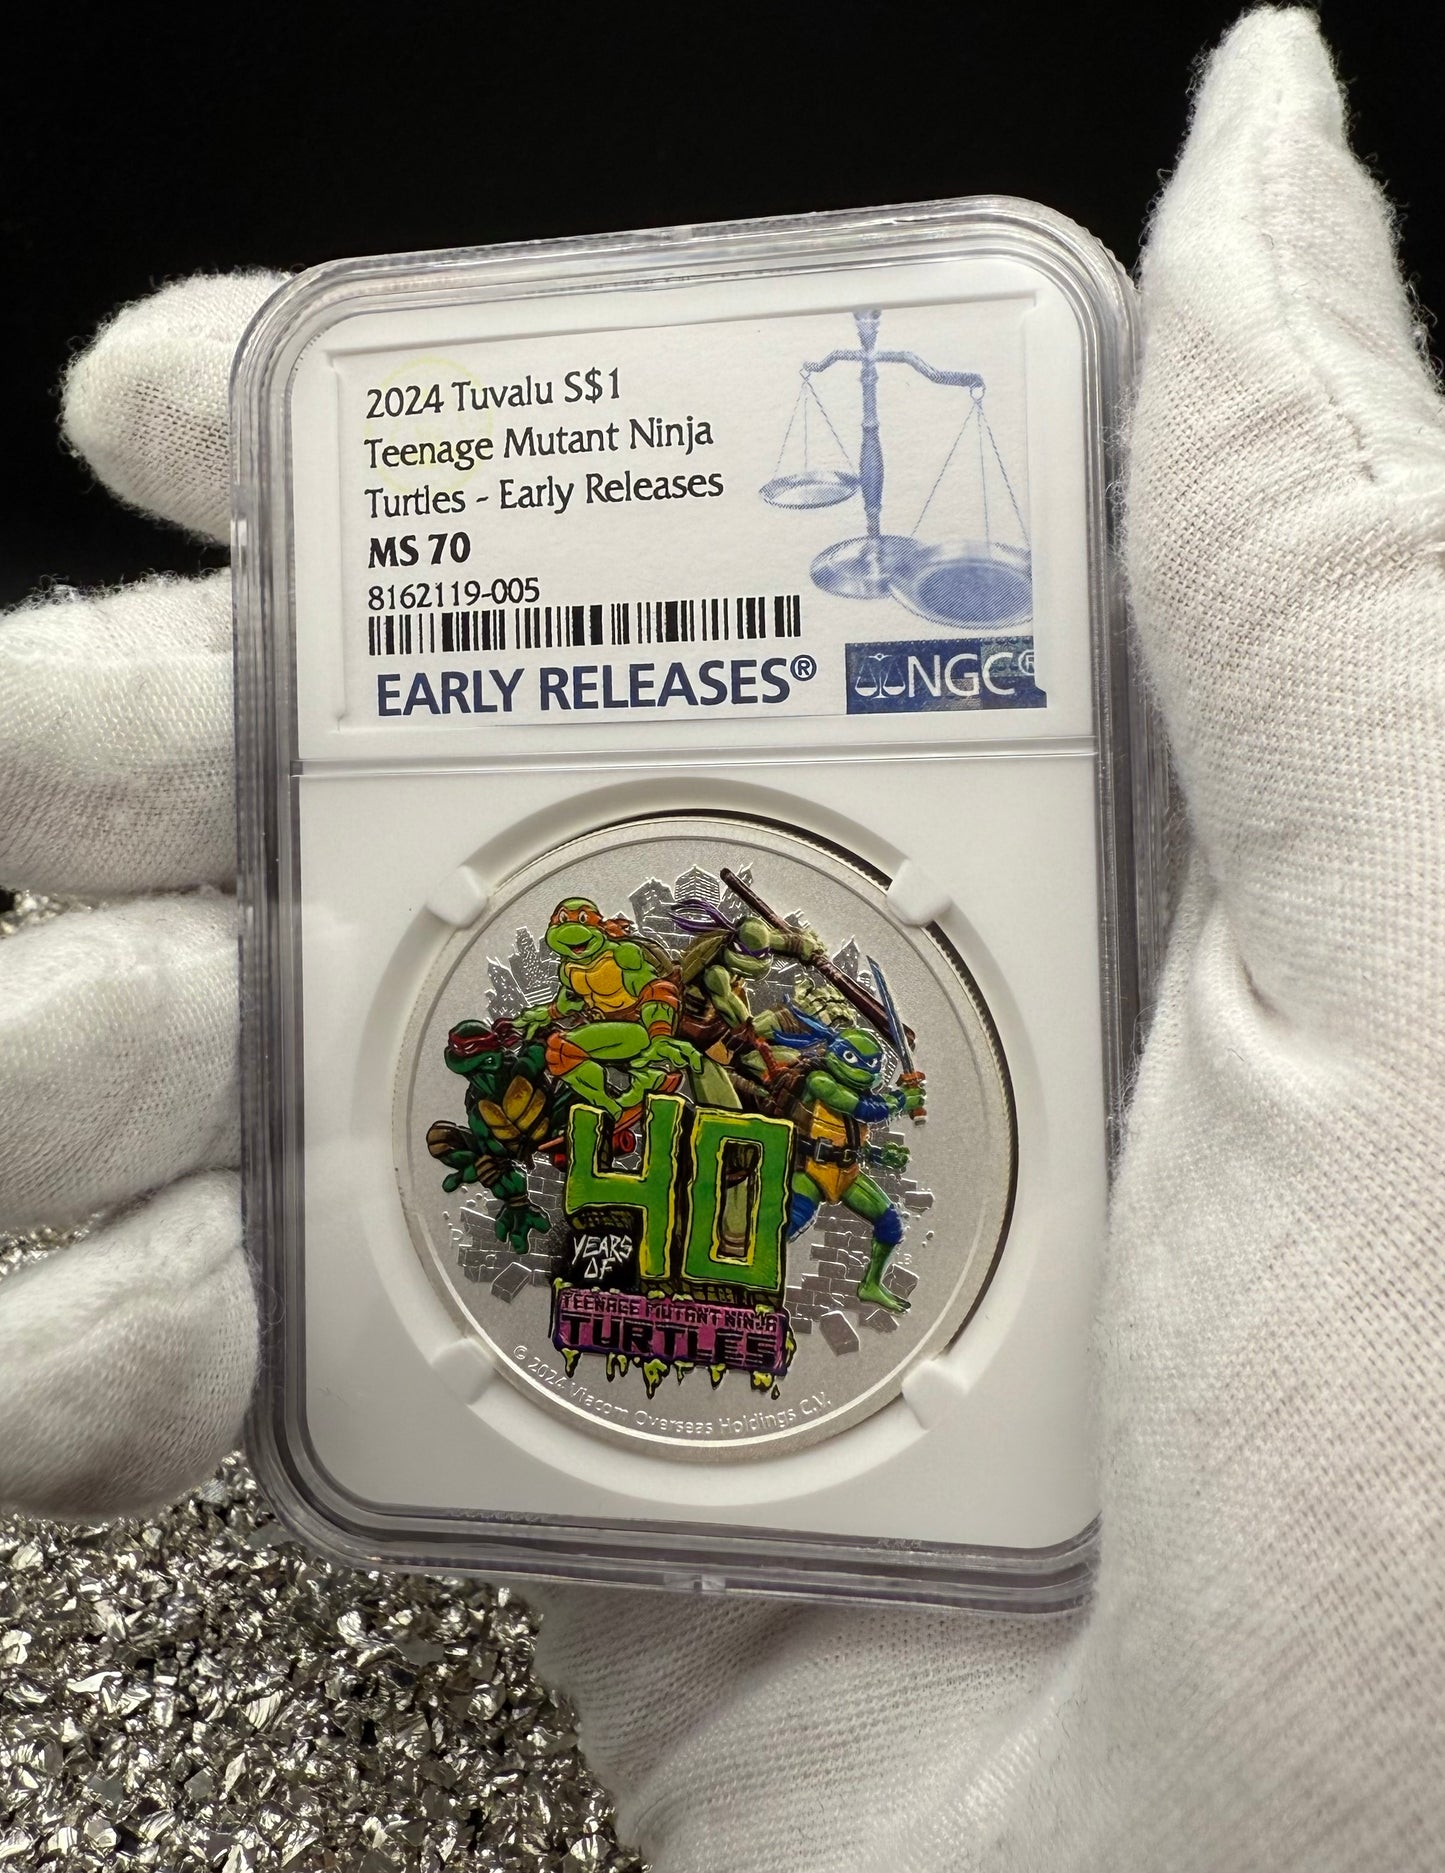 2024 Tuvalu S$1
Teenage Mutant Ninja
Turtles - Early Releases
MS 70
8162119-005
EARLY RELEASES®
NGC®
40
YEARS
OF
TEENAGE MUTANT NINJA
TURTLES
© 2024 Viacom Overseas Holdings C.V.